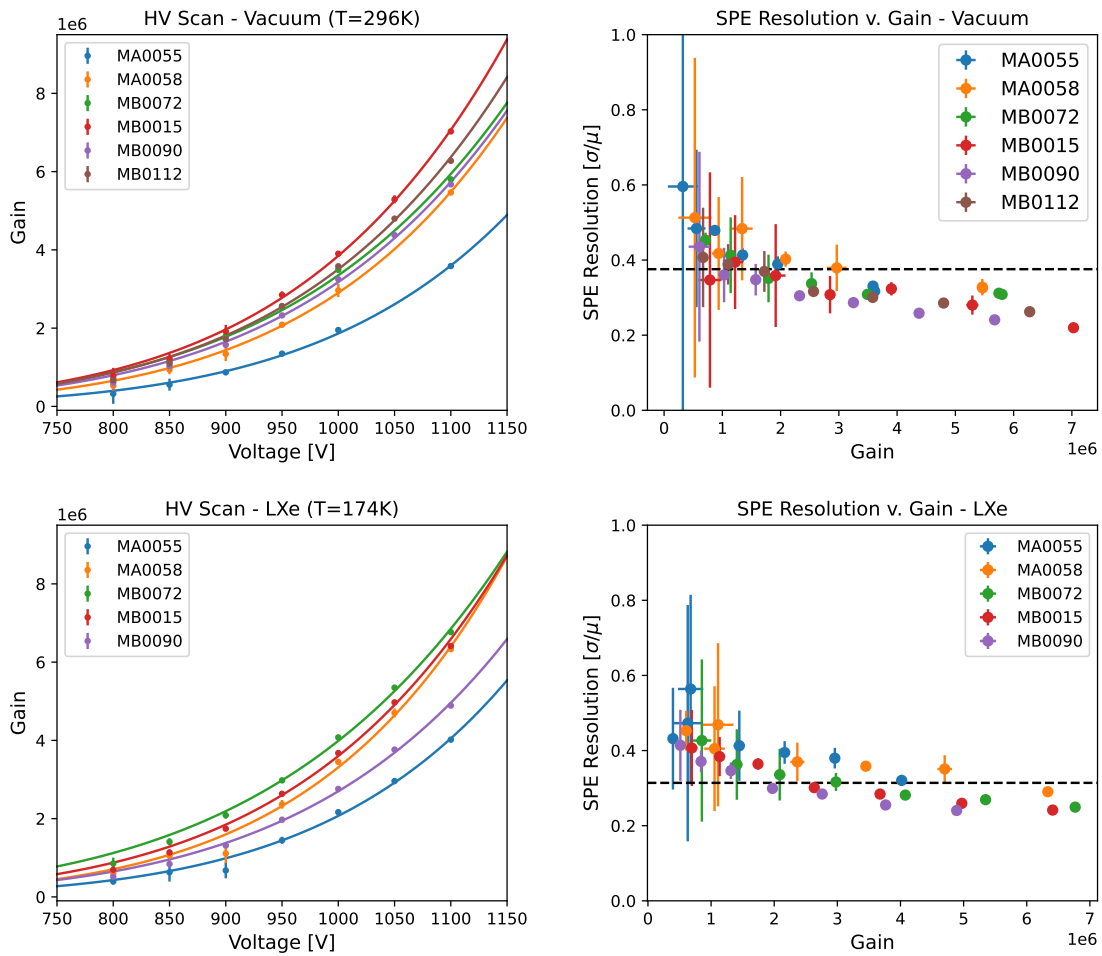 HV Scan - Vacuum (T=296K)
1e6
MA0055
MA0058
MB0072
MB0015
MB0090
MB0112
Gain
8
6
4
2
0
750 800 850 900 950 1000 1050 1100 1150
Voltage [V]
SPE Resolution v. Gain - Vacuum
MA0055
MA0058
MB0072
MB0015
MB0090
MB0112
SPE Resolution [σ/μ]
1.0
0.8
0.6
0.4
0.2
0.0
0 1 2 3 4 5 6 7
1e6
Gain
HV Scan - LXe (T=174K)
1e6
MA0055
MA0058
MB0072
MB0015
MB0090
Gain
8
6
4
2
0
750 800 850 900 950 1000 1050 1100 1150
Voltage [V]
SPE Resolution v. Gain - LXe
MA0055
MA0058
MB0072
MB0015
MB0090
SPE Resolution [σ/μ]
1.0
0.8
0.6
0.4
0.2
0.0
0 1 2 3 4 5 6 7
1e6
Gain